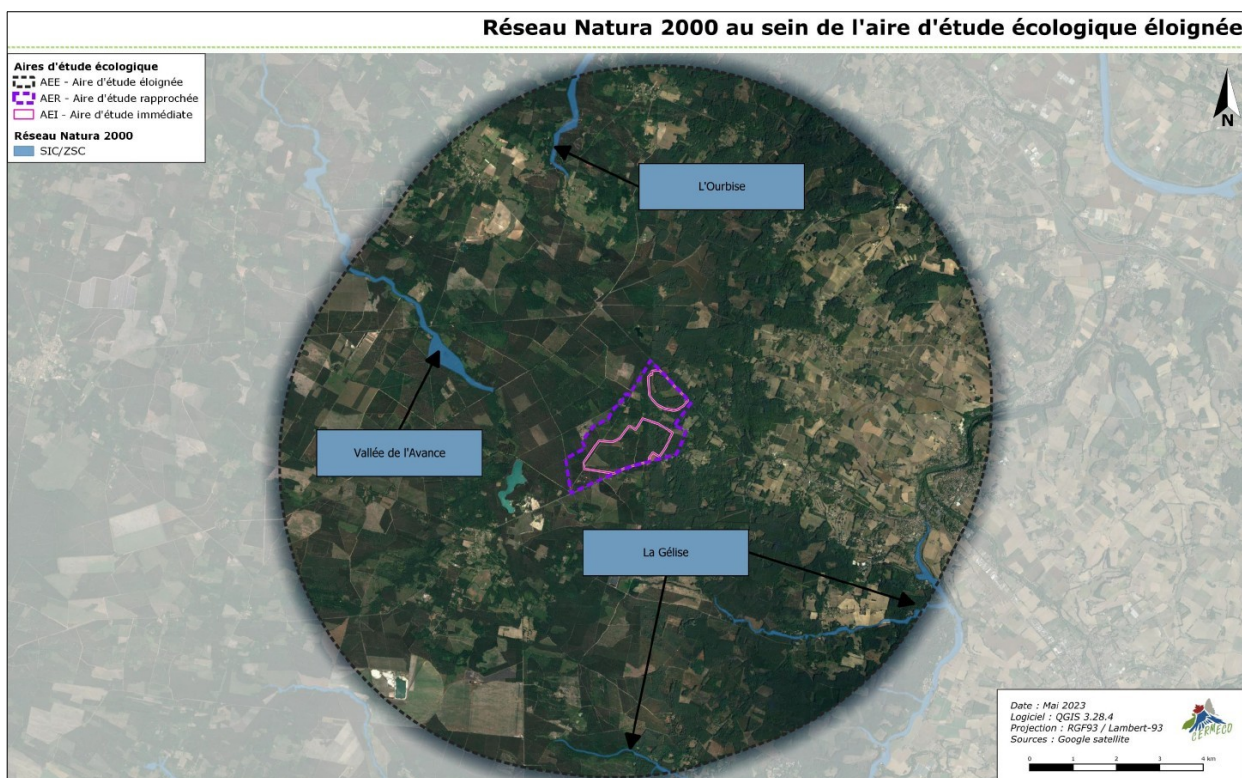 Réseau Natura 2000 au sein de l'aire d'étude écologique éloignée
Aires d'étude écologique
AEE - Aire d'étude éloignée
AER - Aire d'étude rapprochée
AEI - Aire d'étude immédiate
Réseau Natura 2000
SIC/ZSC
N
L'Ourbise
Vallée de l'Avance
La Gélise
Date : Mai 2023
Logiciel : QGIS 3.28.4
Projection : RGF93 / Lambert-93
Sources : Google satellite
CERMECO
0 1 2 3 4 km